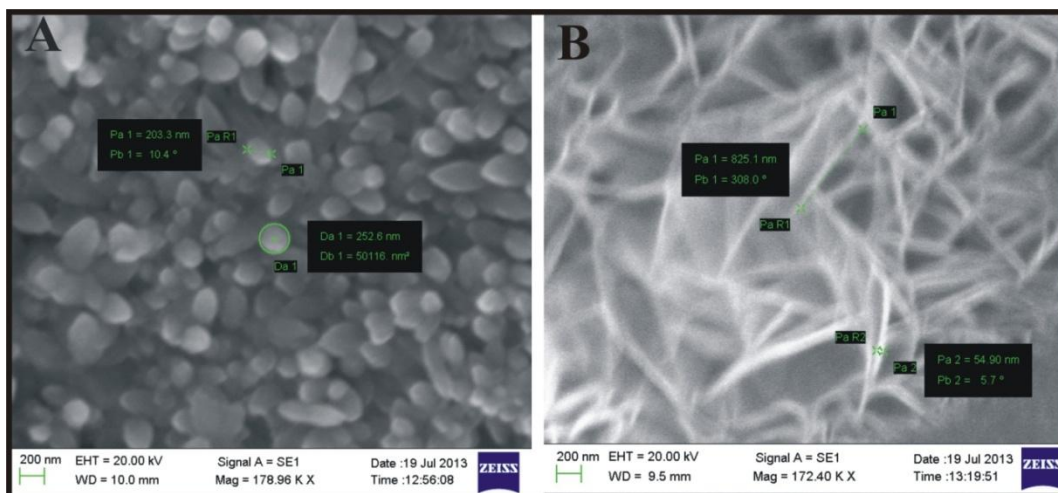 A
Pa 1 = 203.3 nm
Pb 1 = 10.4 °
Pa R1
Pa 1
Da 1 = 252.6 nm
Db 1 = 50116 nm²
Da 1
200 nm
EHT = 20.00 kV
WD = 10.0 mm
Signal A = SE1
Mag = 178.96 K X
Date :19 Jul 2013
Time :12:56:08
ZEISS
B
Pa 1
Pa 1 = 825.1 nm
Pb 1 = 308.0 °
Pa R1
Pa R2
Pa 2
Pa 2 = 54.90 nm
Pb 2 = 5.7 °
200 nm
EHT = 20.00 kV
WD = 9.5 mm
Signal A = SE1
Mag = 172.40 K X
Date :19 Jul 2013
Time :13:19:51
ZEISS